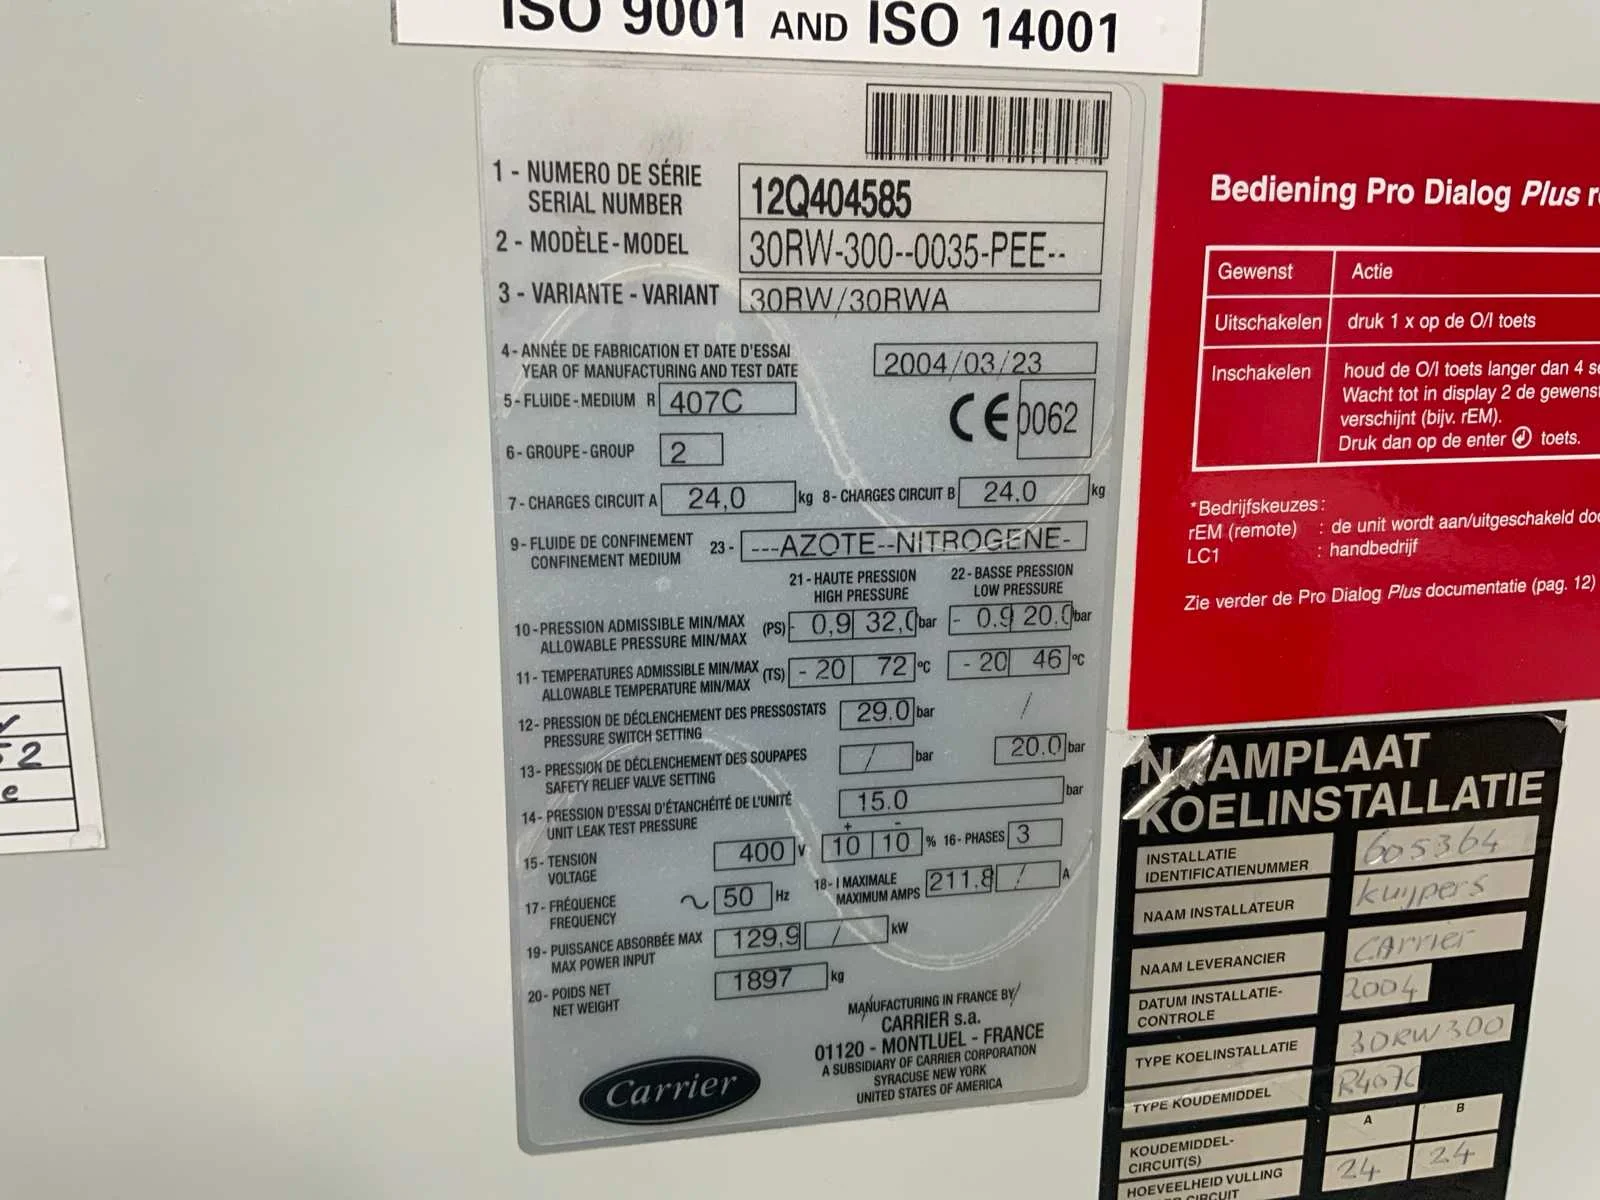 ISO 9001 AND ISO 14001
1 - NUMERO DE SÉRIE
SERIAL NUMBER
12Q404585
2 - MODÈLE - MODEL
30RW-300--0035-PEE--
3 - VARIANTE - VARIANT
30RW/30RWA
4 - ANNÉE DE FABRICATION ET DATE D'ESSAI
YEAR OF MANUFACTURING AND TEST DATE
2004/03/23
5 - FLUIDE - MEDIUM R 407C
CE 0062
6 - GROUPE - GROUP 2
7 - CHARGES CIRCUIT A 24,0 kg 8 - CHARGES CIRCUIT B 24.0 kg
9 - FLUIDE DE CONFINEMENT
CONFINEMENT MEDIUM
23 - ---AZOTE--NITROGENE-
21 - HAUTE PRESSION
HIGH PRESSURE
22 - BASSE PRESSION
LOW PRESSURE
10 - PRESSION ADMISSIBLE MIN/MAX
ALLOWABLE PRESSURE MIN/MAX
(PS) - 0,9 32,0 bar - 0.9 20.0 bar
11 - TEMPERATURES ADMISSIBLE MIN/MAX
ALLOWABLE TEMPERATURE MIN/MAX
(TS) - 20 72 °C - 20 46 °C
12 - PRESSION DE DÉCLENCHEMENT DES PRESSOSTATS
PRESSURE SWITCH SETTING
29.0 bar /
13 - PRESSION DE DÉCLENCHEMENT DES SOUPAPES
SAFETY RELIEF VALVE SETTING
/ bar 20.0 bar
14 - PRESSION D'ESSAI D'ÉTANCHÉITÉ DE L'UNITÉ
UNIT LEAK TEST PRESSURE
15.0 bar
15 - TENSION
VOLTAGE
400 V + 10 - 10 % 16 - PHASES 3
17 - FRÉQUENCE
FREQUENCY
~ 50 Hz
18 - I MAXIMALE
MAXIMUM AMPS
211.8 / A
19 - PUISSANCE ABSORBÉE MAX
MAX POWER INPUT
129,9 / kW
20 - POIDS NET
NET WEIGHT
1897 kg
MANUFACTURING IN FRANCE BY
CARRIER s.a.
01120 - MONTLUEL - FRANCE
A SUBSIDIARY OF CARRIER CORPORATION
SYRACUSE NEW YORK
UNITED STATES OF AMERICA
Carrier
Bediening Pro Dialog Plus
Gewenst Actie
Uitschakelen druk 1 x op de O/I toets
Inschakelen houd de O/I toets langer dan 4
Wacht tot in display 2 de
verschijnt (bijv. rEM).
Druk dan op de enter toets.
*Bedrijfskeuzes:
rEM (remote) : de unit wordt aan/uitgeschakeld
LC1 : handbedrijf
Zie verder de Pro Dialog Plus documentatie (pag. 12)
NAAMPLAAT
KOELINSTALLATIE
INSTALLATIE
IDENTIFICATIENUMMER
605364
NAAM INSTALLATEUR
Kuijpers
NAAM LEVERANCIER
Carrier
DATUM INSTALLATIE-
CONTROLE
2004
TYPE KOELINSTALLATIE
30RW300
TYPE KOUDEMIDDEL
R407C
KOUDEMIDDEL-
CIRCUIT(S)
A B
HOEVEELHEID VULLING
CIRCUIT
24 24
52
e